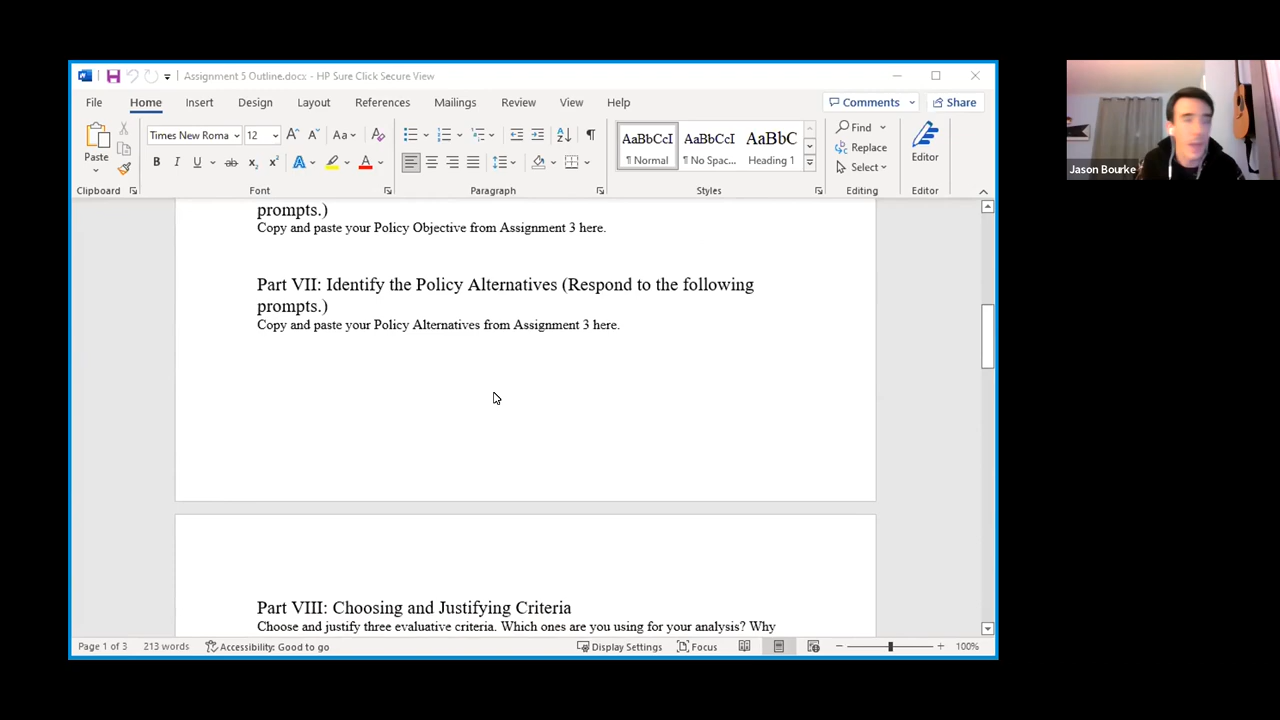 Assignment 5 Outline.docx - HP Sure Click Secure View
File Home Insert Design Layout References Mailings Review View Help Comments Share
Times New Roma 12 Aa
Paste
B I U ab x2 x2 A A
AaBbCcI AaBbCcI AaBbC
¶ Normal ¶ No Spac... Heading 1
Find
Replace
Select
Editor
Clipboard Font Paragraph Styles Editing Editor
Jason Bourke
prompts.)
Copy and paste your Policy Objective from Assignment 3 here.
Part VII: Identify the Policy Alternatives (Respond to the following
prompts.)
Copy and paste your Policy Alternatives from Assignment 3 here.
Part VIII: Choosing and Justifying Criteria
Choose and justify three evaluative criteria. Which ones are you using for your analysis? Why
Page 1 of 3 213 words Accessibility: Good to go Display Settings Focus 100%